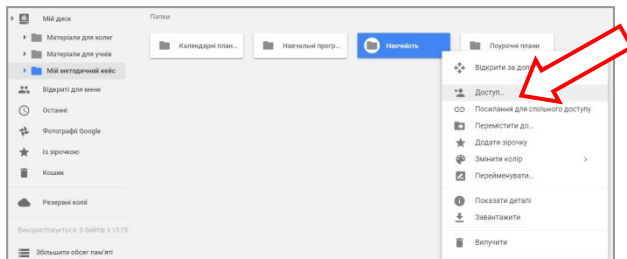 Мій диск
Матеріали для колег
Матеріали для учнів
Мій методичний кейс
Відкриті для мене
Останні
Фотографії Google
Із зірочкою
Кошик
Резервні копії
Використовується: 0 байтів з 15 Гб
Збільшити обсяг пам'яті
Папки
Календарні план...
Навчальні прогр...
Наочність
Поурочні плани
Відкрити за доп
Доступ...
Посилання для спільного доступу
Перемістити до...
Додати зірочку
Змінити колір
Перейменувати...
Показати деталі
Завантажити
Вилучити